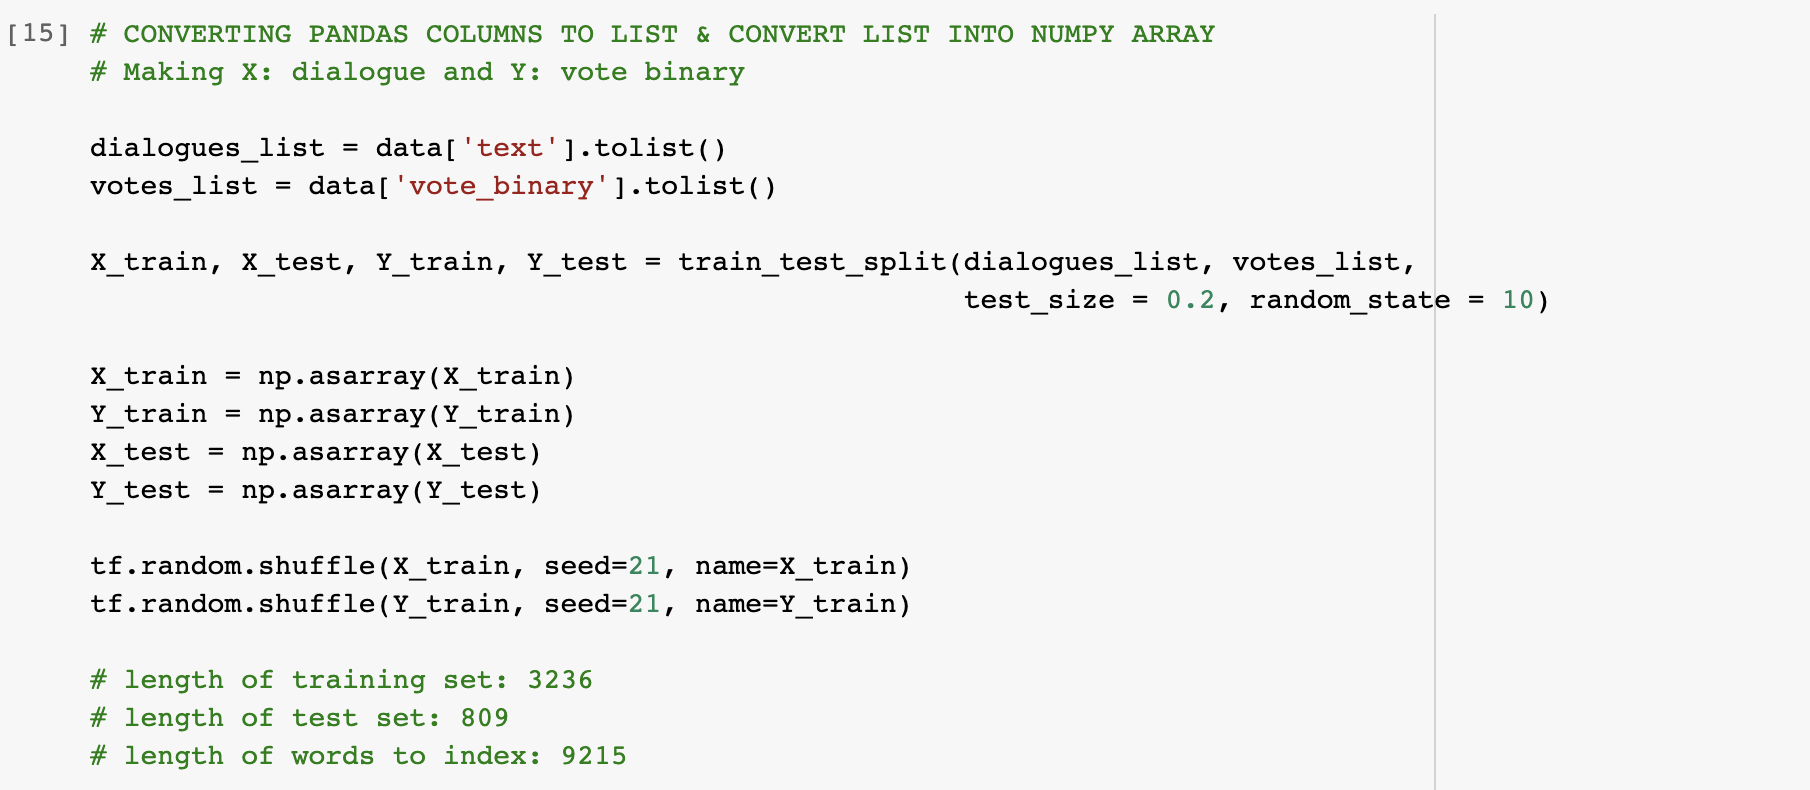 [15] # CONVERTING PANDAS COLUMNS TO LIST & CONVERT LIST INTO NUMPY ARRAY
# Making X: dialogue and Y: vote binary
dialogues_list = data['text'].tolist()
votes_list = data['vote_binary'].tolist()
X_train, X_test, Y_train, Y_test = train_test_split(dialogues_list, votes_list,
test_size = 0.2, random_state = 10)
X_train = np.asarray(X_train)
Y_train = np.asarray(Y_train)
X_test = np.asarray(X_test)
Y_test = np.asarray(Y_test)
tf.random.shuffle(X_train, seed=21, name=X_train)
tf.random.shuffle(Y_train, seed=21, name=Y_train)
# length of training set: 3236
# length of test set: 809
# length of words to index: 9215